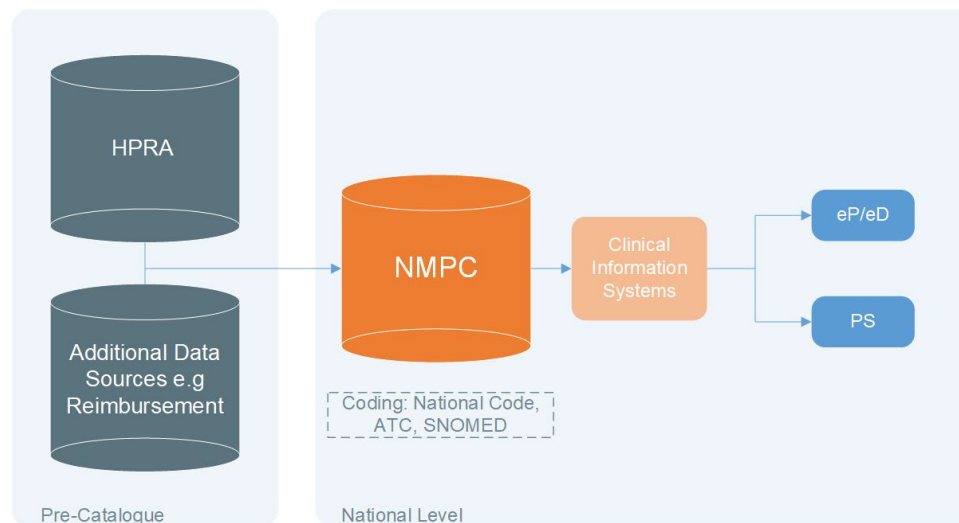 HPRA
Additional Data
Sources e.g
Reimbursement
Pre-Catalogue
NMPC
Coding: National Code,
ATC, SNOMED
Clinical
Information
Systems
eP/eD
PS
National Level